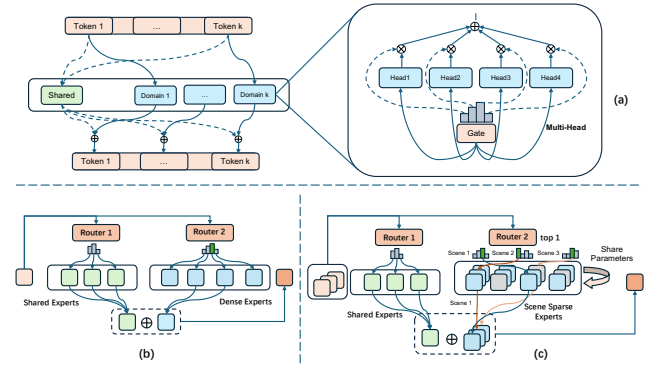 Token 1
...
Token k
Shared
Domain 1
...
Domain k
Token 1
...
Token k
Head1
Head2
Head3
Head4
Gate
Multi-Head
(a)
Router 1
Router 2
Shared Experts
Dense Experts
(b)
Router 1
Router 2
top 1
Scene 1
Scene 2
Scene 3
Share
Parameters
Scene 1
Shared Experts
Scene Sparse
Experts
(c)